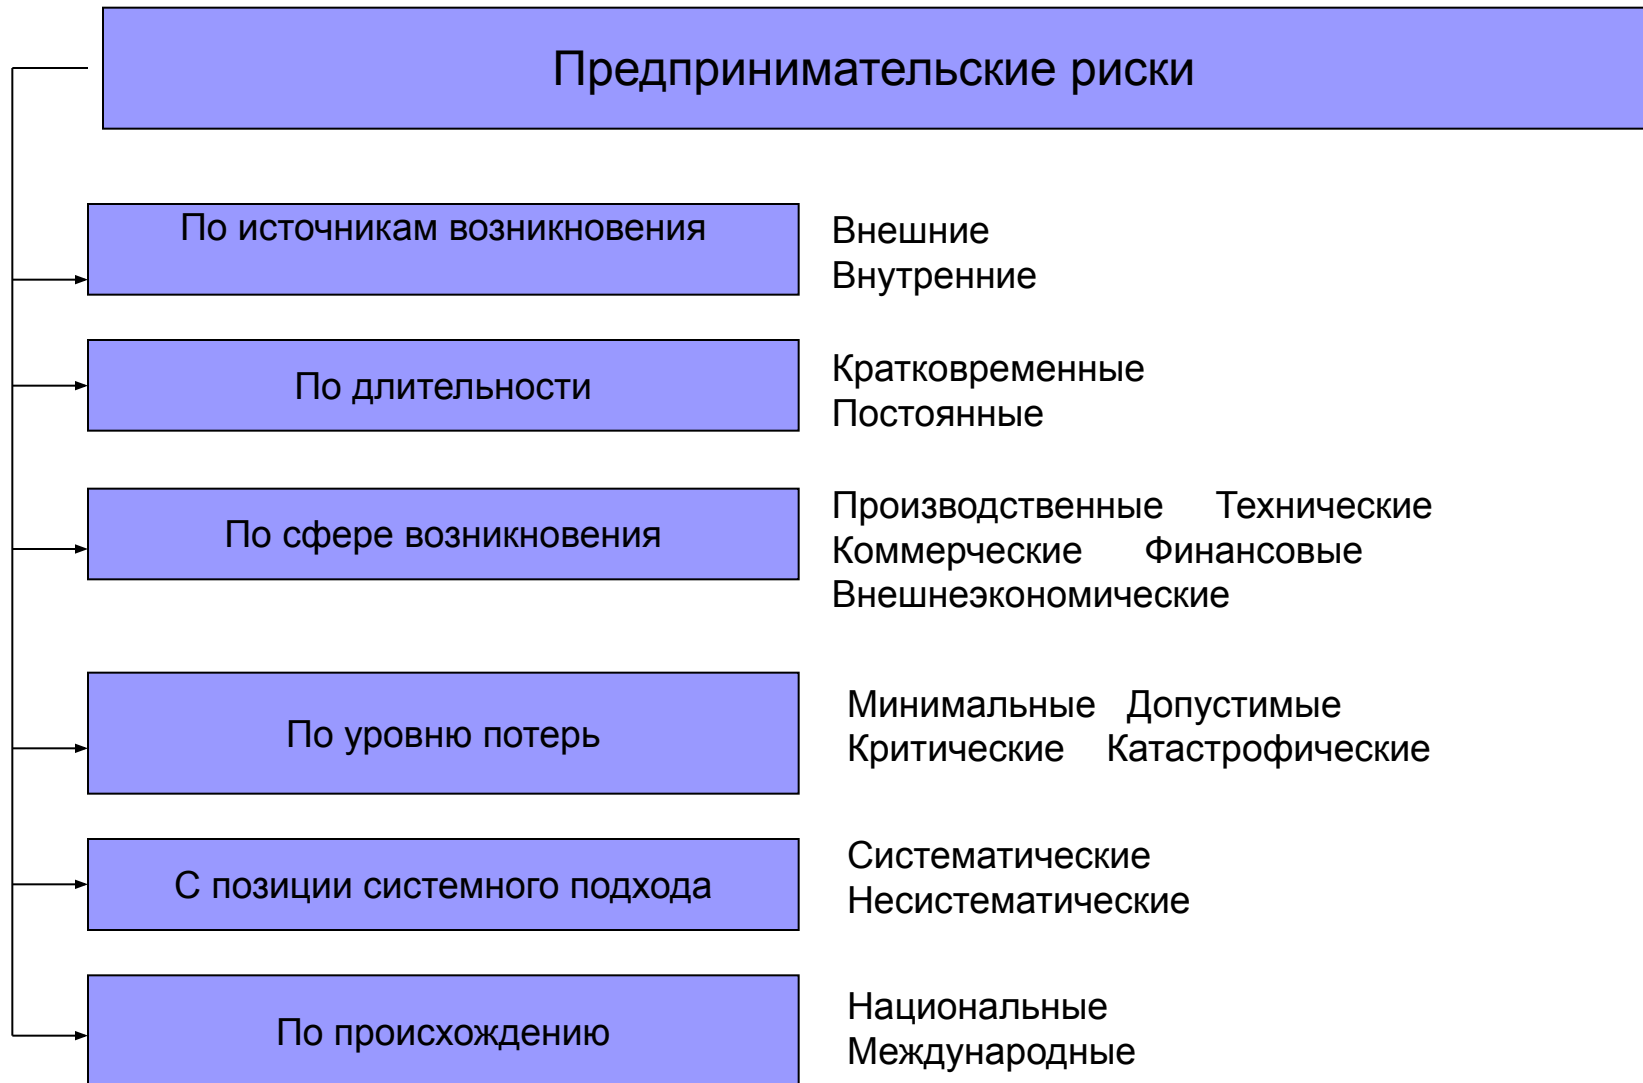 Предпринимательские риски
По источникам возникновения
Внешние
Внутренние
По длительности
Кратковременные
Постоянные
По сфере возникновения
Производственные Технические
Коммерческие Финансовые
Внешнеэкономические
По уровню потерь
Минимальные Допустимые
Критические Катастрофические
С позиции системного подхода
Систематические
Несистематические
По происхождению
Национальные
Международные